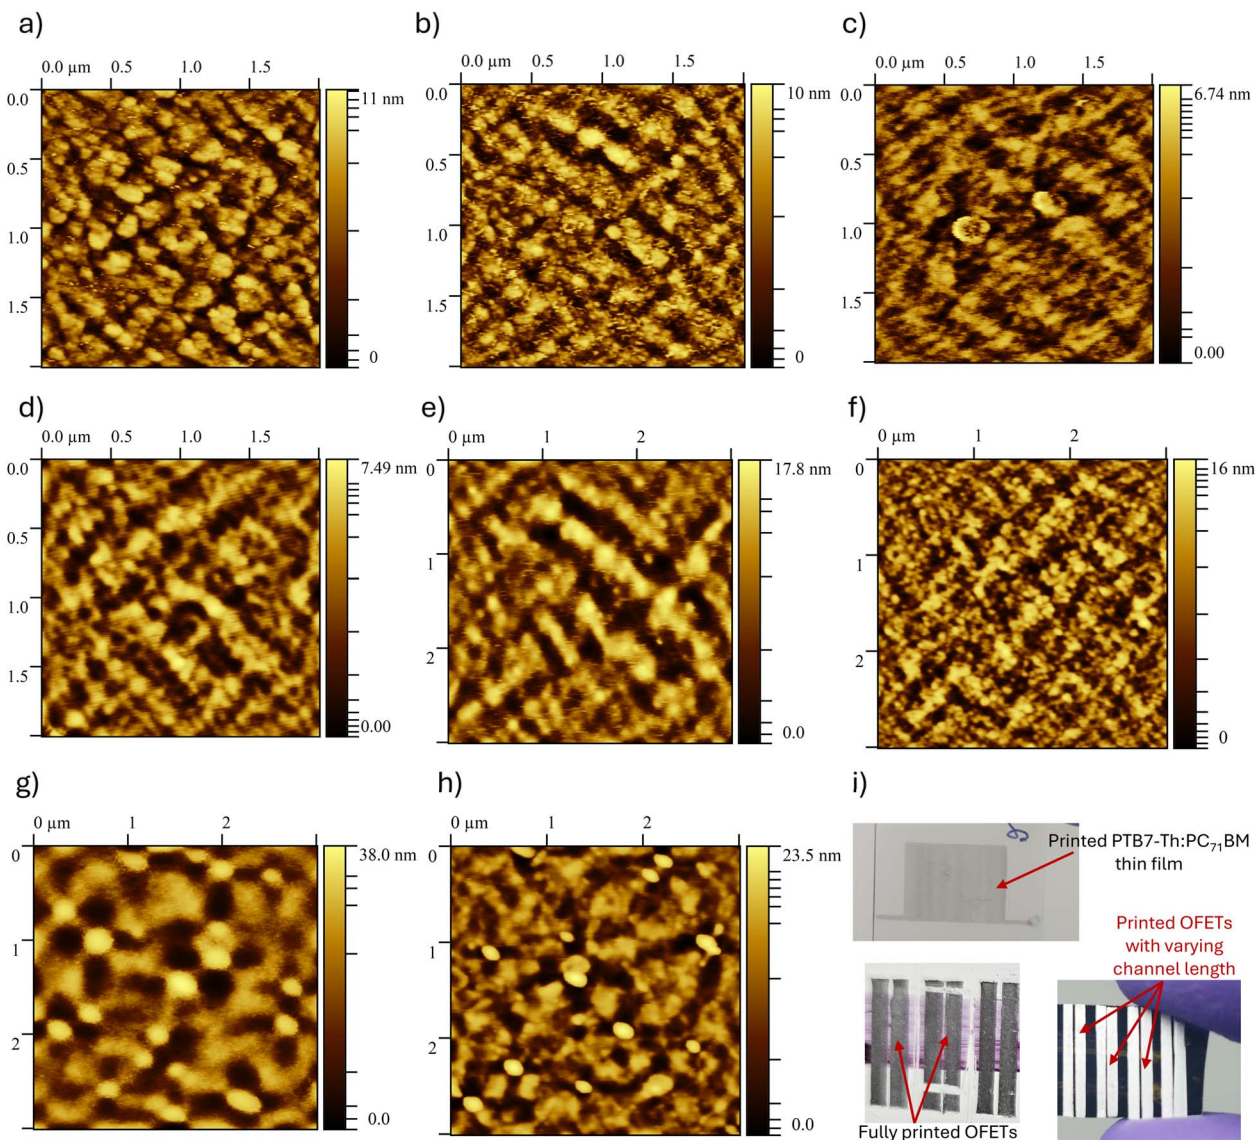 a)
0.0 µm 0.5 1.0 1.5
0.0
0.5
1.0
1.5
11 nm
0
b)
0.0 µm 0.5 1.0 1.5
0.0
0.5
1.0
1.5
10 nm
0
c)
0.0 µm 0.5 1.0 1.5
0.0
0.5
1.0
1.5
6.74 nm
0.00
d)
0.0 µm 0.5 1.0 1.5
0.0
0.5
1.0
1.5
7.49 nm
0.00
e)
0 µm 1 2
0
1
2
17.8 nm
0.0
f)
0 µm 1 2
0
1
2
16 nm
0
g)
0 µm 1 2
0
1
2
38.0 nm
0.0
h)
0 µm 1 2
0
1
2
23.5 nm
0.0
i)
Printed PTB7-Th:PC₇₁BM
thin film
Printed OFETs
with varying
channel length
Fully printed OFETs